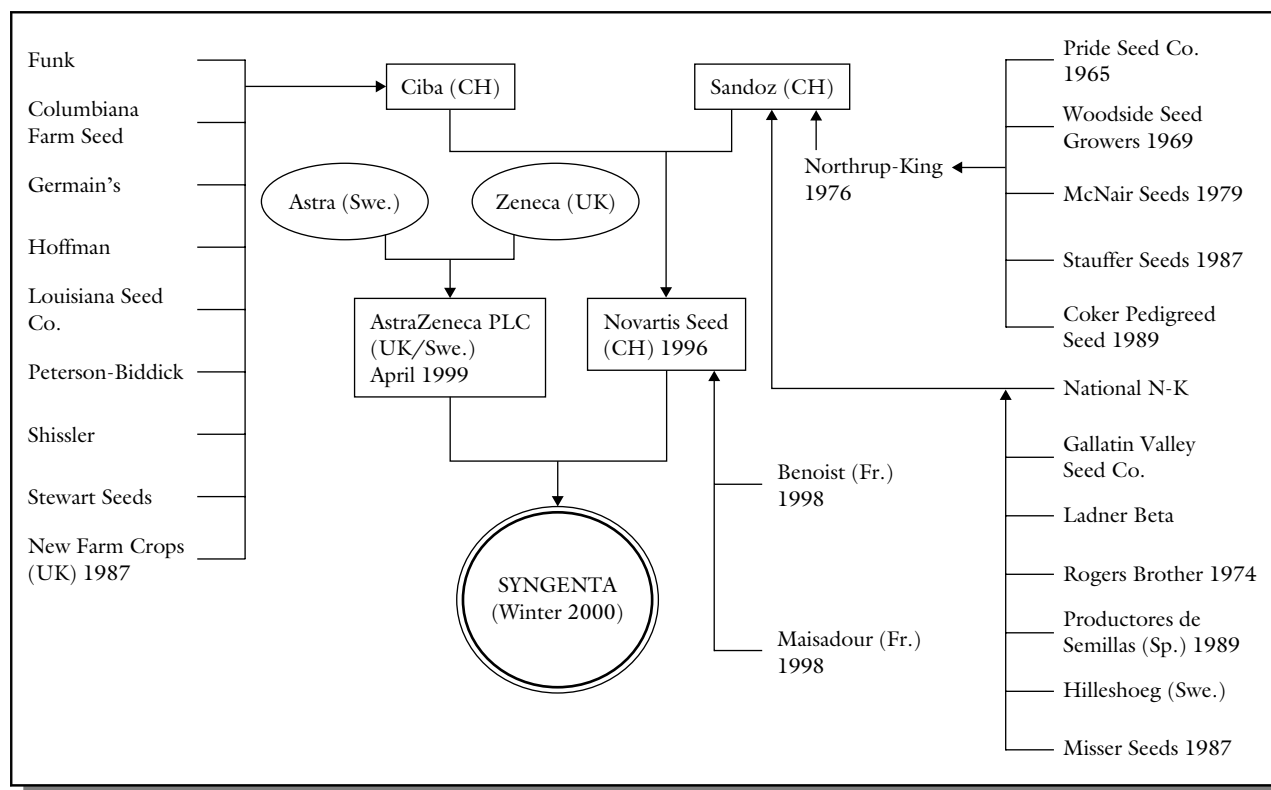 Funk
Columbiana
Farm Seed
Germain's
Hoffman
Louisiana Seed
Co.
Peterson-Biddick
Shissler
Stewart Seeds
New Farm Crops
(UK) 1987
Ciba (CH)
Sandoz (CH)
Northrup-King
1976
Astra (Swe.)
Zeneca (UK)
AstraZeneca PLC
(UK/Swe.)
April 1999
Novartis Seed
(CH) 1996
Benoist (Fr.)
1998
Maisadour (Fr.)
1998
SYNGENTA
(Winter 2000)
Pride Seed Co.
1965
Woodside Seed
Growers 1969
McNair Seeds 1979
Stauffer Seeds 1987
Coker Pedigreed
Seed 1989
National N-K
Gallatin Valley
Seed Co.
Ladner Beta
Rogers Brother 1974
Productores de
Semillas (Sp.) 1989
Hilleshoeg (Swe.)
Misser Seeds 1987